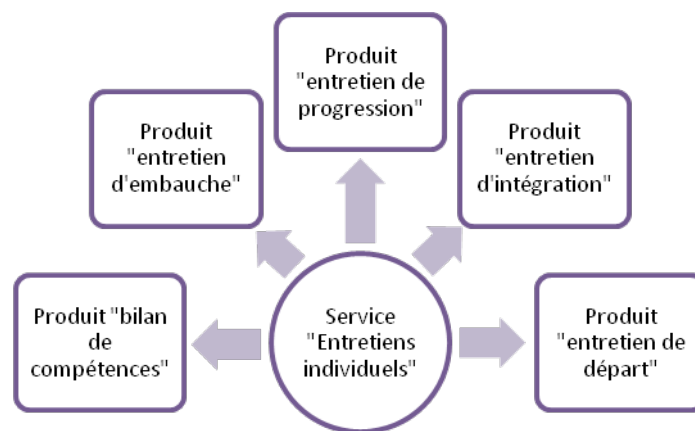 Produit
"entretien de
progression"
Produit
"entretien
d'embauche"
Produit
"entretien
d'intégration"
Produit "bilan
de
compétences"
Service
"Entretiens
individuels"
Produit
"entretien de
départ"